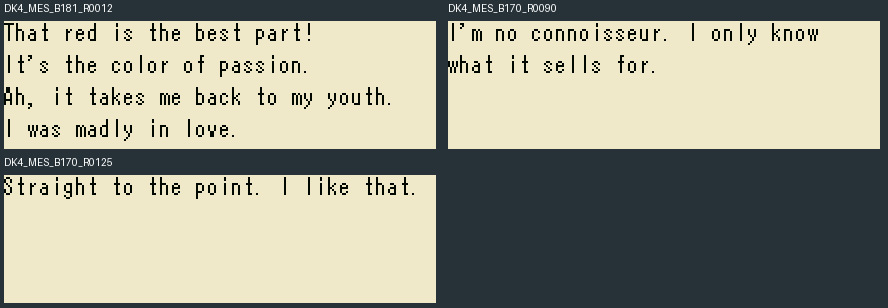 DK4_MES_B181_R0012
That red is the best part!
It's the color of passion.
Ah, it takes me back to my youth.
I was madly in love.
DK4_MES_B170_R0090
I'm no connoisseur. I only know
what it sells for.
DK4_MES_B170_R0125
Straight to the point. I like that.